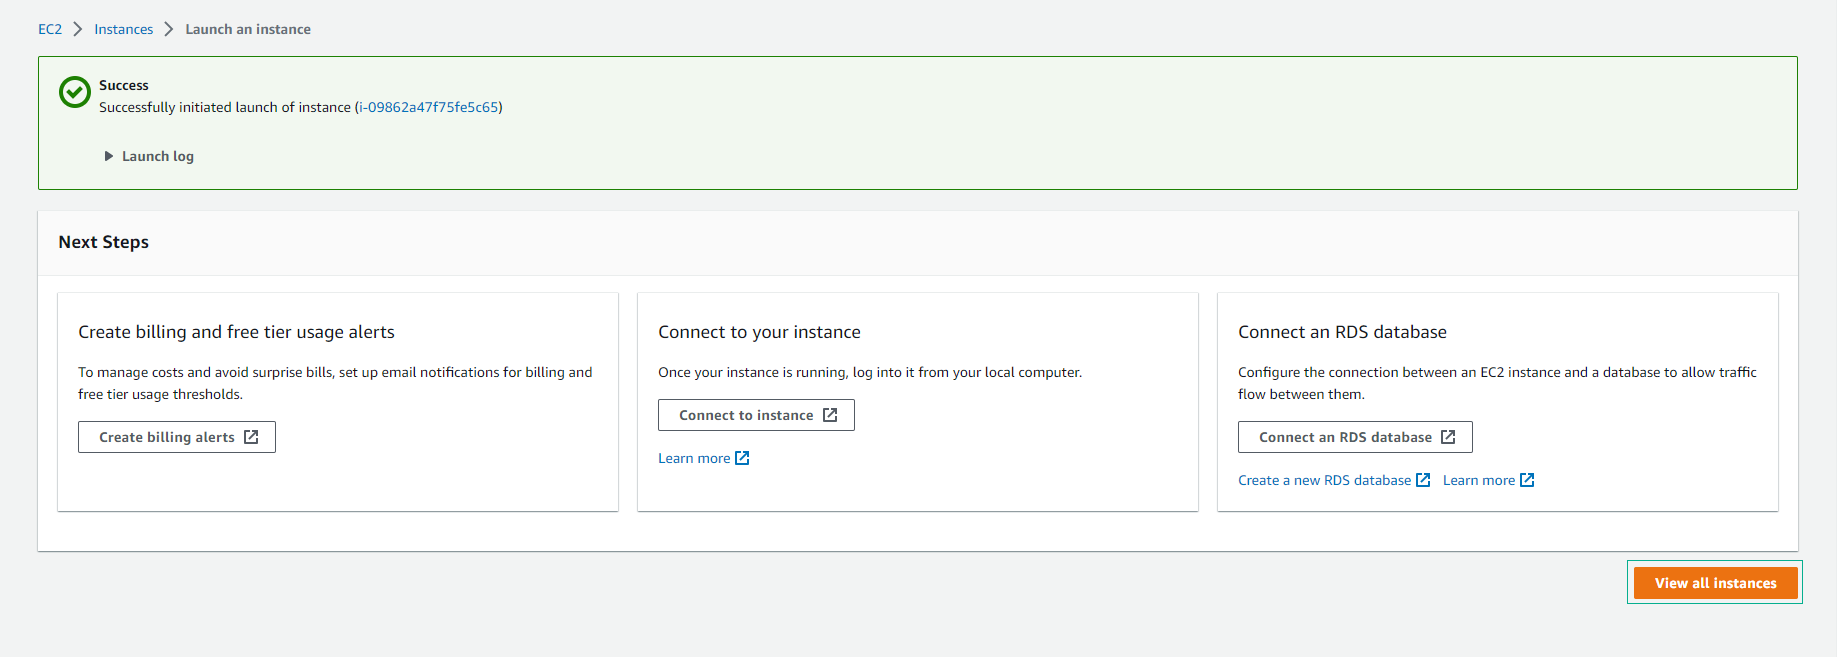 EC2 Instances Launch an instance
Success
Successfully initiated launch of instance (i-09862a47f75fe5c65)
Launch log
Next Steps
Create billing and free tier usage alerts
To manage costs and avoid surprise bills, set up email notifications for billing and
free tier usage thresholds.
Create billing alerts
Connect to your instance
Once your instance is running, log into it from your local computer.
Connect to instance
Learn more
Connect an RDS database
Configure the connection between an EC2 instance and a database to allow traffic
flow between them.
Connect an RDS database
Create a new RDS database Learn more
View all instances